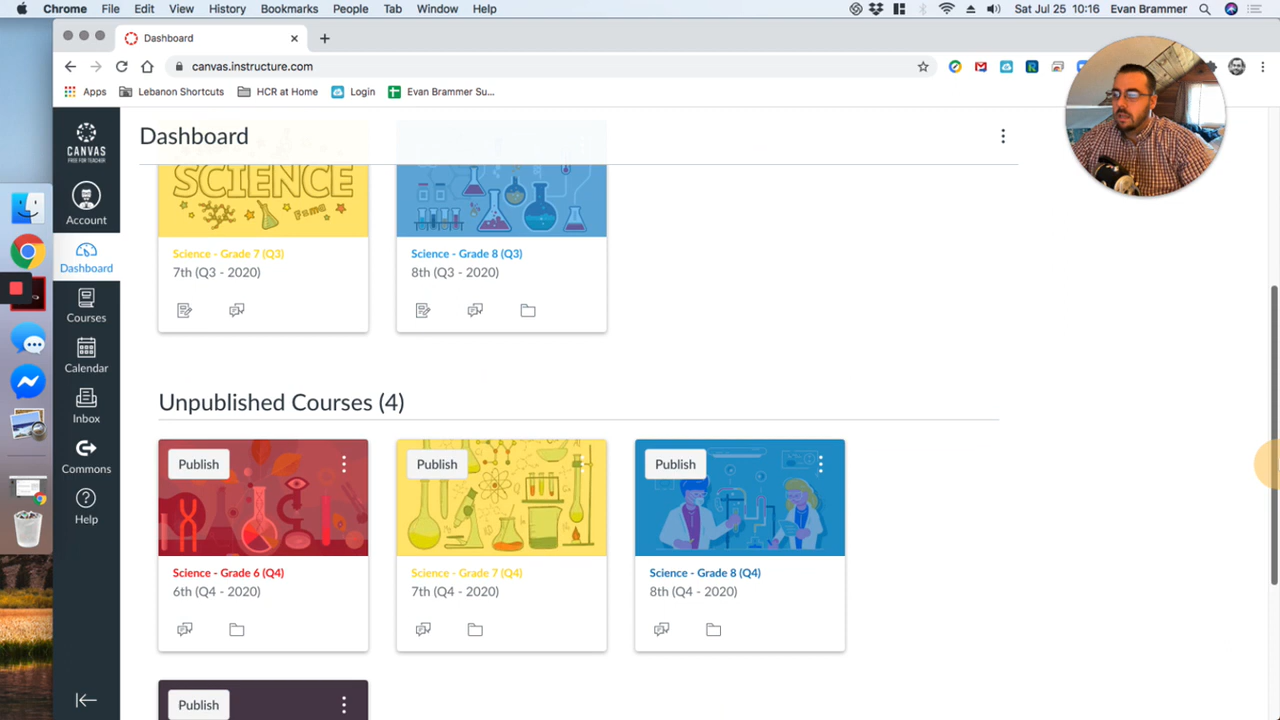 Chrome File Edit View History Bookmarks People Tab Window Help Sat Jul 25 10:16 Evan Brammer
Dashboard
canvas.instructure.com
Apps Lebanon Shortcuts HCR at Home Login Evan Brammer Su...
CANVAS
FREE FOR TEACHER
Account
Dashboard
Courses
Calendar
Inbox
Commons
Help
Dashboard
SCIENCE
Science - Grade 7 (Q3)
7th (Q3 - 2020)
Science - Grade 8 (Q3)
8th (Q3 - 2020)
Unpublished Courses (4)
Publish
Science - Grade 6 (Q4)
6th (Q4 - 2020)
Publish
Science - Grade 7 (Q4)
7th (Q4 - 2020)
Publish
Science - Grade 8 (Q4)
8th (Q4 - 2020)
Publish